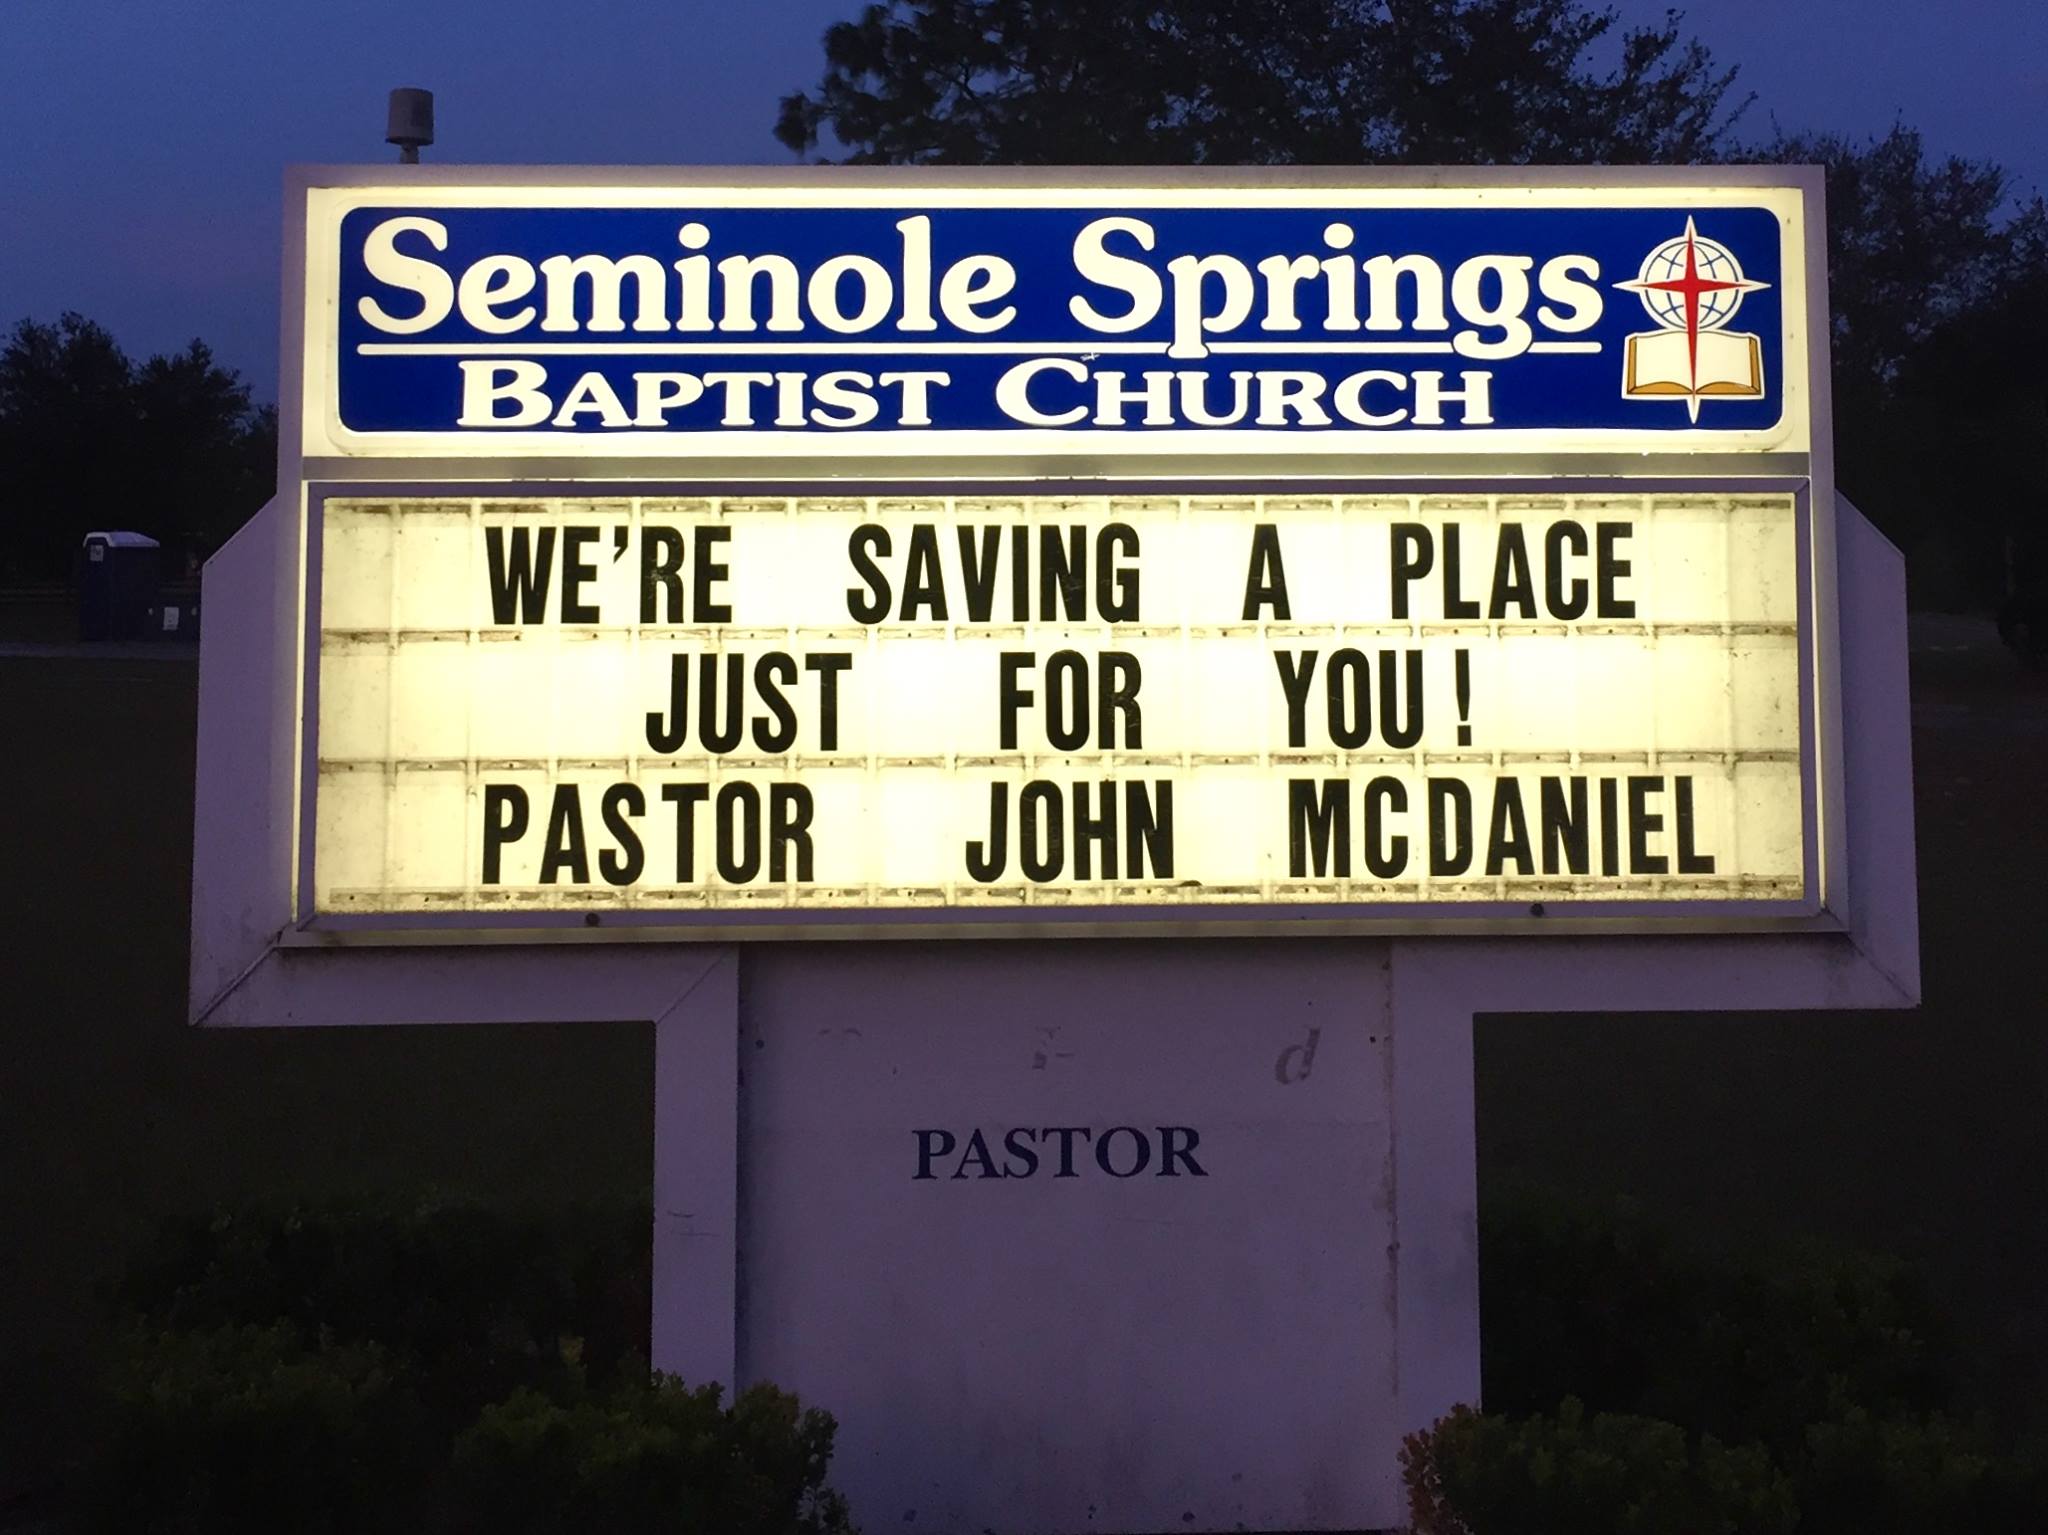 Seminole Springs
BAPTIST CHURCH
WE'RE SAVING A PLACE
JUST FOR YOU!
PASTOR JOHN MCDANIEL
d
PASTOR